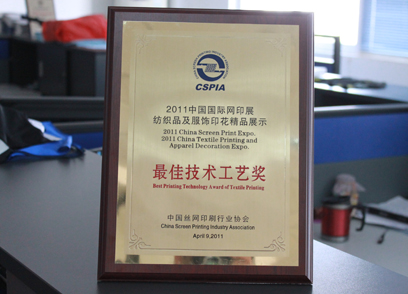 CSPIA
2011中国国际网印展
纺织品及服饰印花精品展示
2011 China Screen Print Expo.
2011 China Textile Printing and
Apparel Decoration Expo.
最佳技术工艺奖
Best Printing Technology Award of Textile Printing
中国丝网印刷行业协会
China Screen Printing Industry Association
April 9,2011